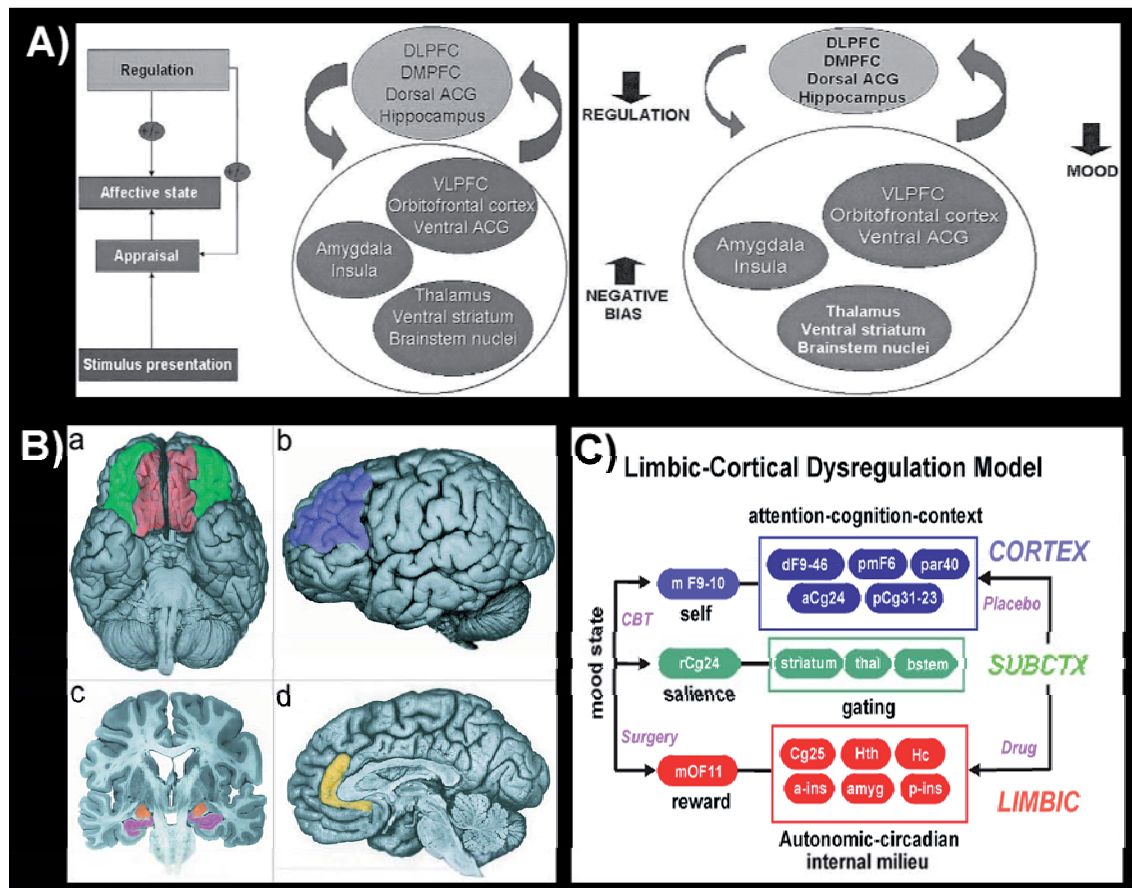 A)
Regulation
+/-
+/-
Affective state
Appraisal
Stimulus presentation
DLPFC
DMPFC
Dorsal ACG
Hippocampus
VLPFC
Orbitofrontal cortex
Ventral ACG
Amygdala
Insula
Thalamus
Ventral striatum
Brainstem nuclei
REGULATION
DLPFC
DMPFC
Dorsal ACG
Hippocampus
MOOD
VLPFC
Orbitofrontal cortex
Ventral ACG
Amygdala
Insula
NEGATIVE
BIAS
Thalamus
Ventral striatum
Brainstem nuclei
B)
a
b
c
d
C)
Limbic-Cortical Dysregulation Model
attention-cognition-context
CORTEX
dF9-46 pmF6 par40
mF9-10
aCg24 pCg31-23
self
CBT
Placebo
mood state
rCg24
striatum thal bstem
SUBCTX
salience
gating
Surgery
Drug
Cg25 Hth Hc
mOF11
a-ins amyg p-ins
reward
LIMBIC
Autonomic-circadian
internal milieu